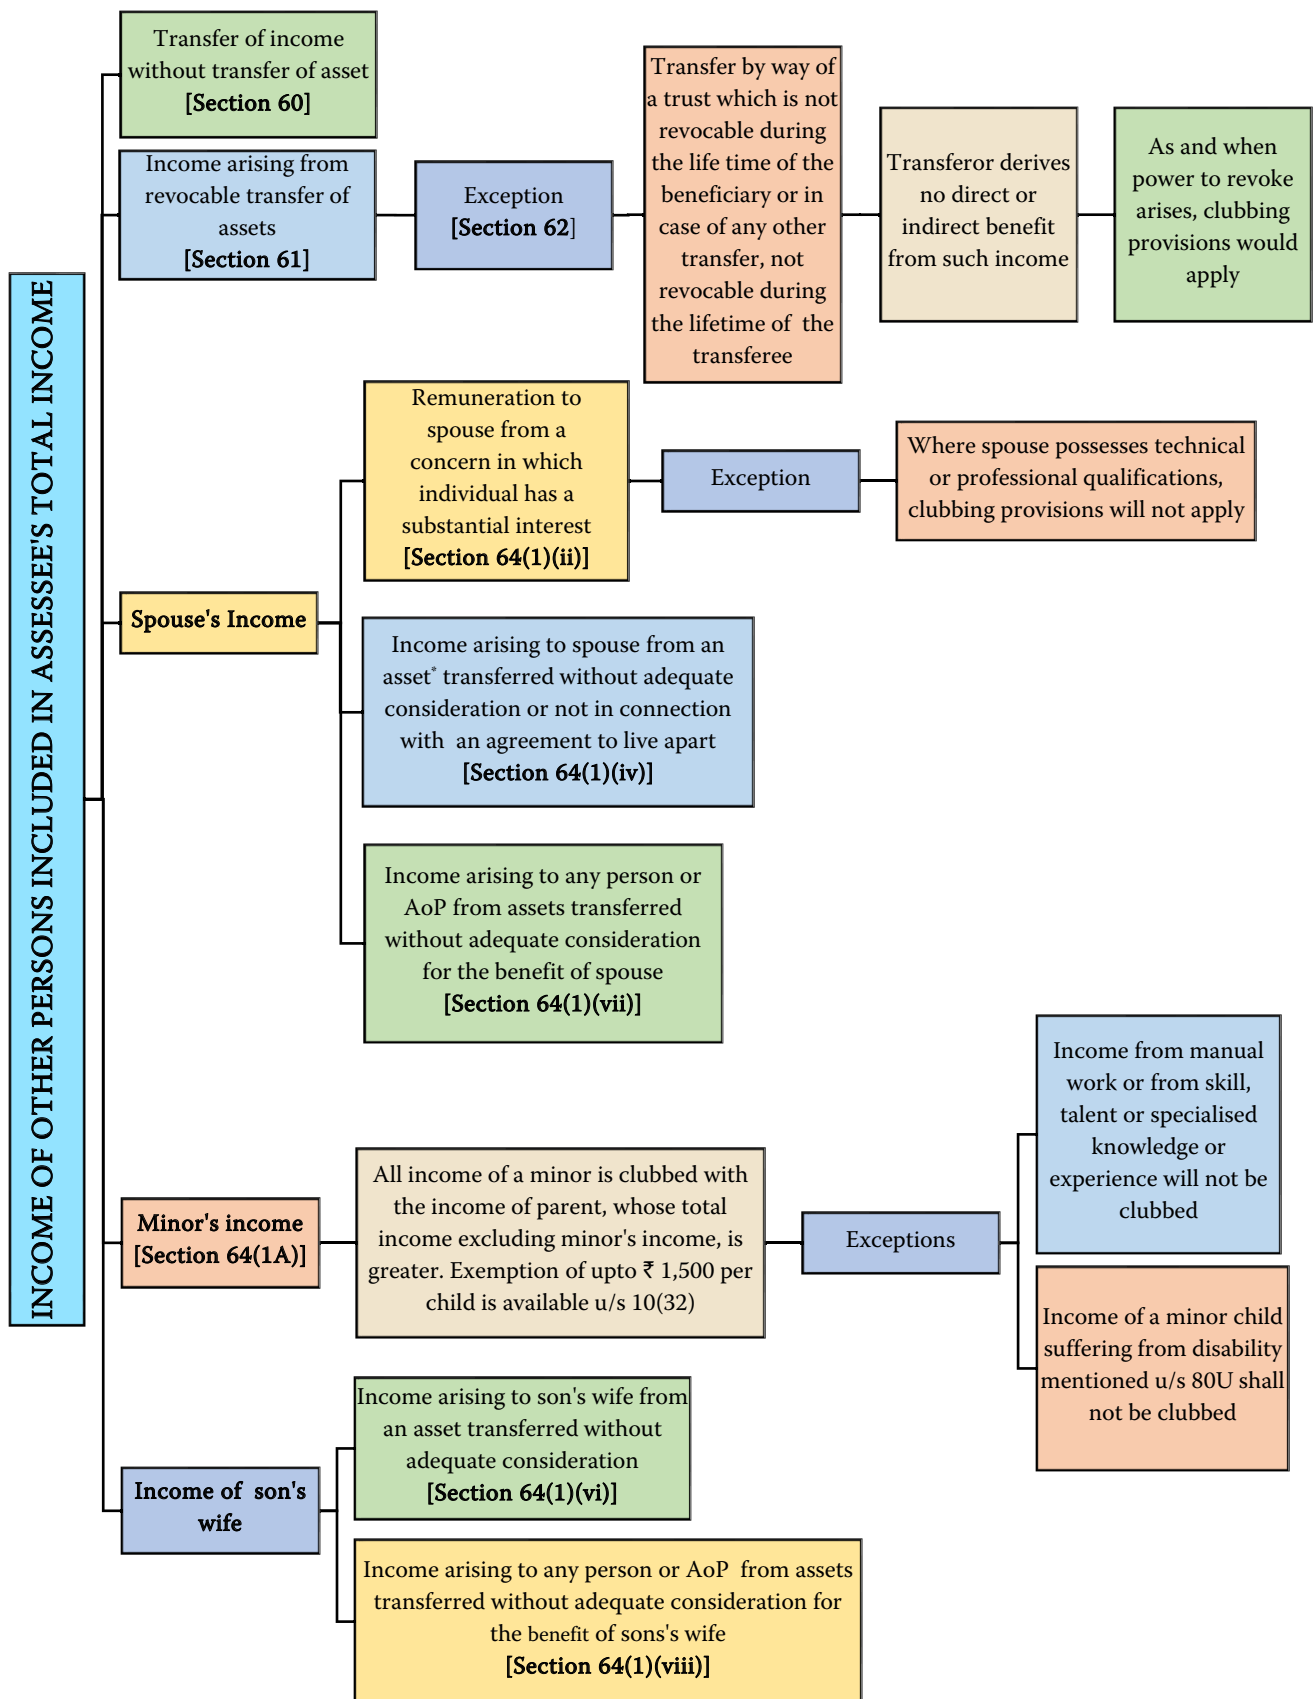 INCOME OF OTHER PERSONS INCLUDED IN ASSESSEE'S TOTAL INCOME
Transfer of income
without transfer of asset
[Section 60]
Income arising from
revocable transfer of
assets
[Section 61]
Exception
[Section 62]
Transfer by way of
a trust which is not
revocable during
the life time of the
beneficiary or in
case of any other
transfer, not
revocable during
the lifetime of the
transferee
Transferor derives
no direct or
indirect benefit
from such income
As and when
power to revoke
arises, clubbing
provisions would
apply
Spouse's Income
Remuneration to
spouse from a
concern in which
individual has a
substantial interest
[Section 64(1)(ii)]
Exception
Where spouse possesses technical
or professional qualifications,
clubbing provisions will not apply
Income arising to spouse from an
asset* transferred without adequate
consideration or not in connection
with an agreement to live apart
[Section 64(1)(iv)]
Income arising to any person or
AoP from assets transferred
without adequate consideration
for the benefit of spouse
[Section 64(1)(vii)]
Minor's income
[Section 64(1A)]
All income of a minor is clubbed with
the income of parent, whose total
income excluding minor's income, is
greater. Exemption of upto ₹ 1,500 per
child is available u/s 10(32)
Exceptions
Income from manual
work or from skill,
talent or specialised
knowledge or
experience will not be
clubbed
Income of a minor child
suffering from disability
mentioned u/s 80U shall
not be clubbed
Income of son's
wife
Income arising to son's wife from
an asset transferred without
adequate consideration
[Section 64(1)(vi)]
Income arising to any person or AoP from assets
transferred without adequate consideration for
the benefit of sons's wife
[Section 64(1)(viii)]